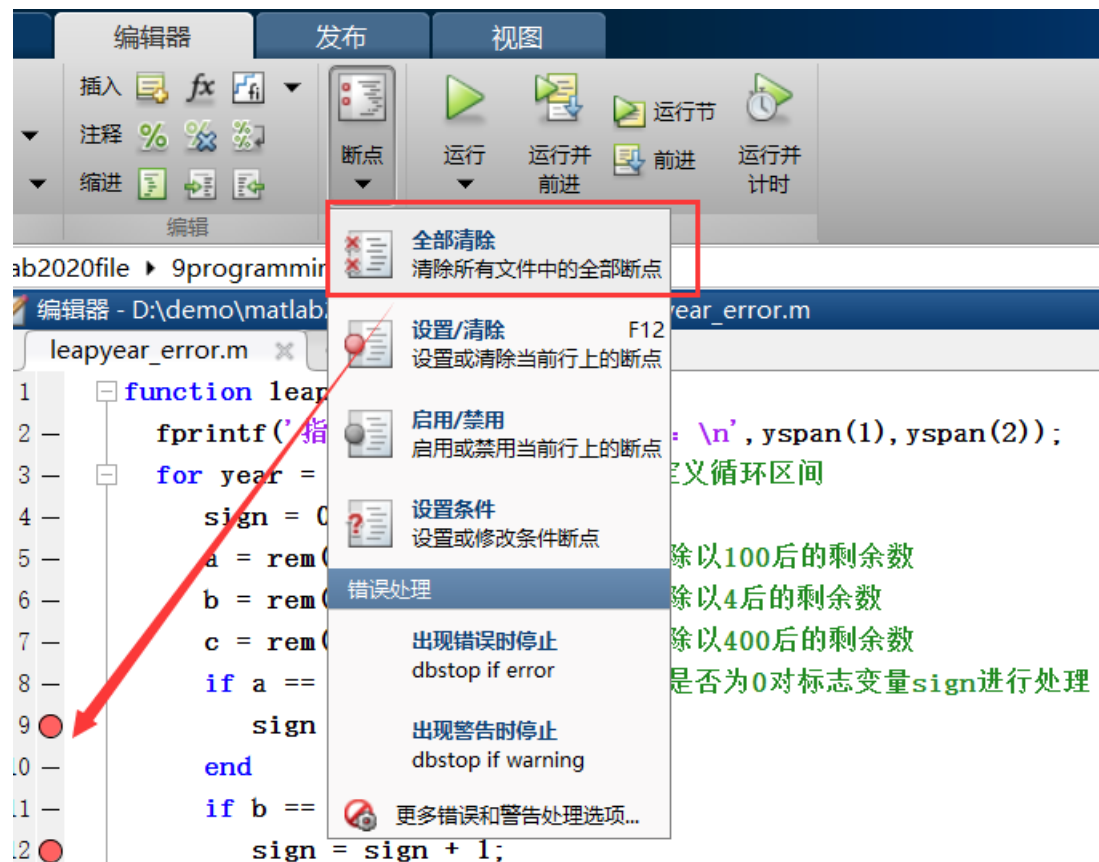 编辑器 发布 视图
插入 fx fi
注释
缩进
断点
运行
运行并
前进
运行节
前进
运行并
计时
编辑
全部清除
清除所有文件中的全部断点
ab2020file 9programmin
编辑器 - D:\demo\matlab
year_error.m
设置/清除 F12
设置或清除当前行上的断点
leapyear_error.m
启用/禁用
启用或禁用当前行上的断点
设置条件
设置或修改条件断点
错误处理
出现错误时停止
dbstop if error
出现警告时停止
dbstop if warning
更多错误和警告处理选项...
1 function leap
2 fprintf('指 : \n',yspan(1),yspan(2));
3 for year = 定义循环区间
4 sign = 0
5 a = rem( 除以100后的剩余数
6 b = rem( 除以4后的剩余数
7 c = rem( 除以400后的剩余数
8 if a == 是否为0对标志变量sign进行处理
9 sign
10 end
11 if b ==
12 sign = sign + 1;